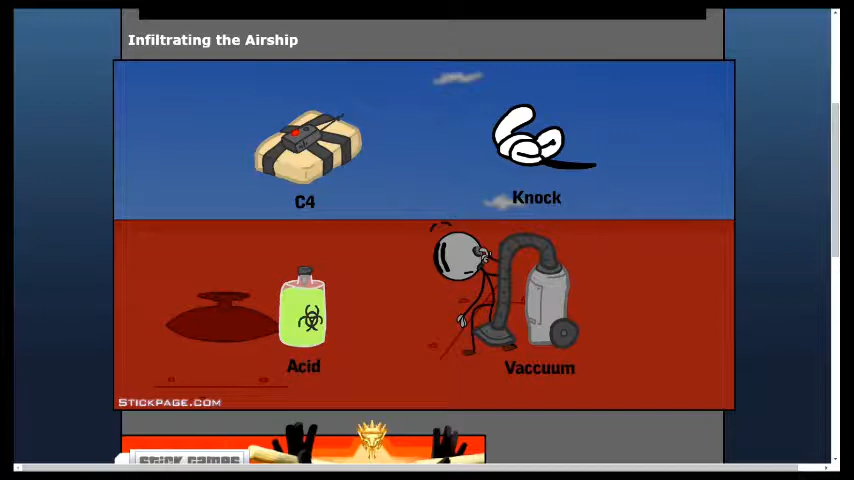 Infiltrating the Airship
C4
Knock
Acid
Vaccuum
STICKPAGE.COM
STICK GAMES